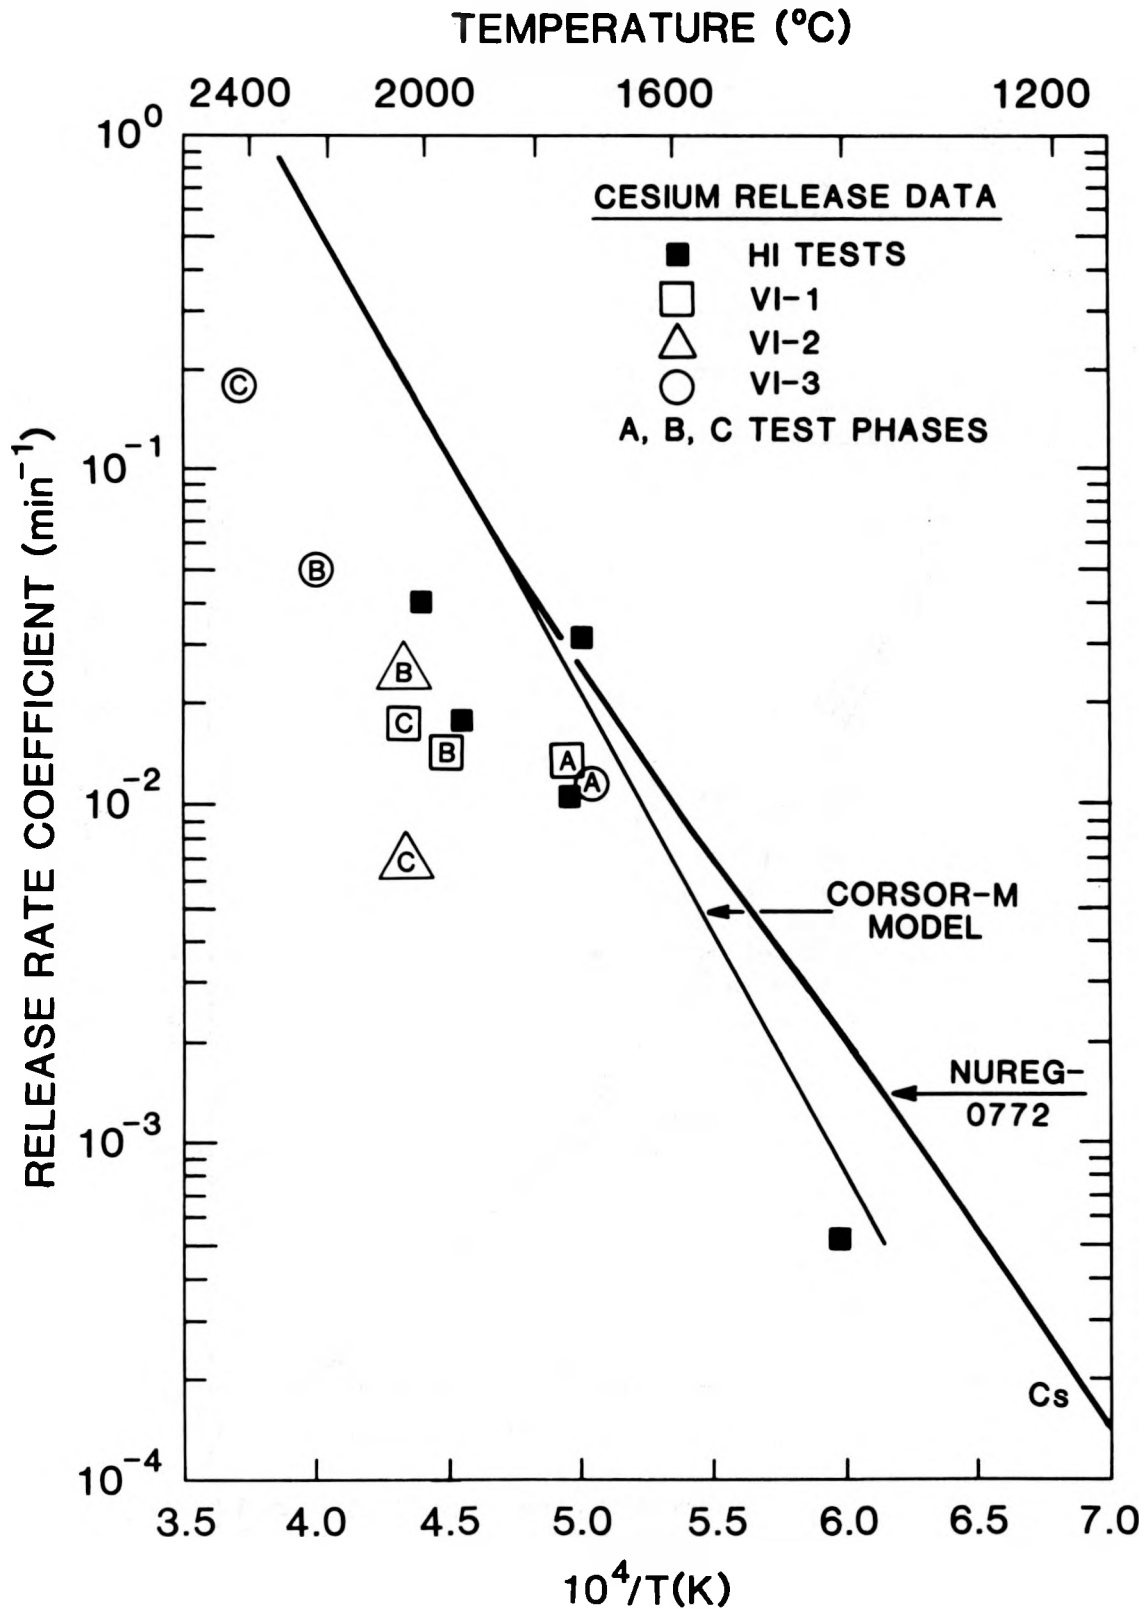 TEMPERATURE (°C)
2400 2000 1600 1200
10⁰
CESIUM RELEASE DATA
HI TESTS
VI-1
VI-2
VI-3
A, B, C TEST PHASES
C
10⁻¹
B
B
C
B
A
A
10⁻²
C
CORSOR-M
MODEL
NUREG-
0772
10⁻³
Cs
10⁻⁴
3.5 4.0 4.5 5.0 5.5 6.0 6.5 7.0
10⁴/T(K)
RELEASE RATE COEFFICIENT (min⁻¹)